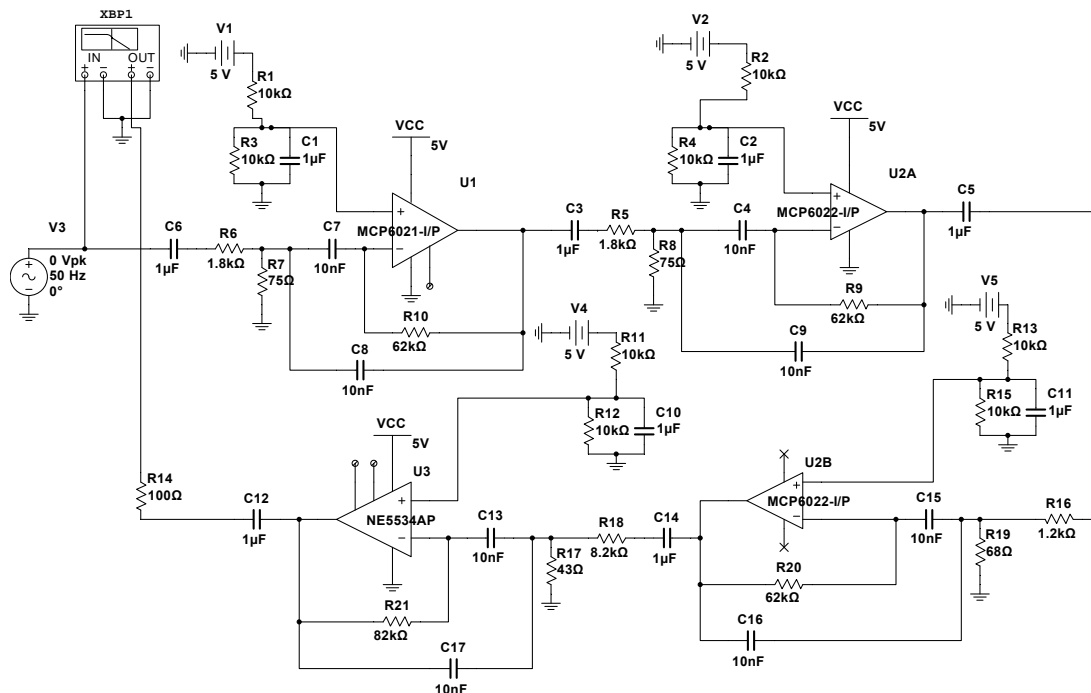 XBP1
IN OUT
+ − + −
V1
5 V
R1
10kΩ
R3
10kΩ
C1
1µF
VCC
5V
U1
MCP6021-I/P
V3
0 Vpk
50 Hz
0°
C6
1µF
R6
1.8kΩ
R7
75Ω
C7
10nF
R10
62kΩ
C8
10nF
C3
1µF
R5
1.8kΩ
R8
75Ω
V2
5 V
R2
10kΩ
R4
10kΩ
C2
1µF
VCC
5V
U2A
MCP6022-I/P
C4
10nF
R9
62kΩ
C9
10nF
C5
1µF
V4
5 V
R11
10kΩ
R12
10kΩ
C10
1µF
V5
5 V
R13
10kΩ
R15
10kΩ
C11
1µF
VCC
5V
U3
NE5534AP
R14
100Ω
C12
1µF
C13
10nF
R17
43Ω
R18
8.2kΩ
C14
1µF
R21
82kΩ
C17
10nF
U2B
MCP6022-I/P
C15
10nF
R16
1.2kΩ
R19
68Ω
R20
62kΩ
C16
10nF